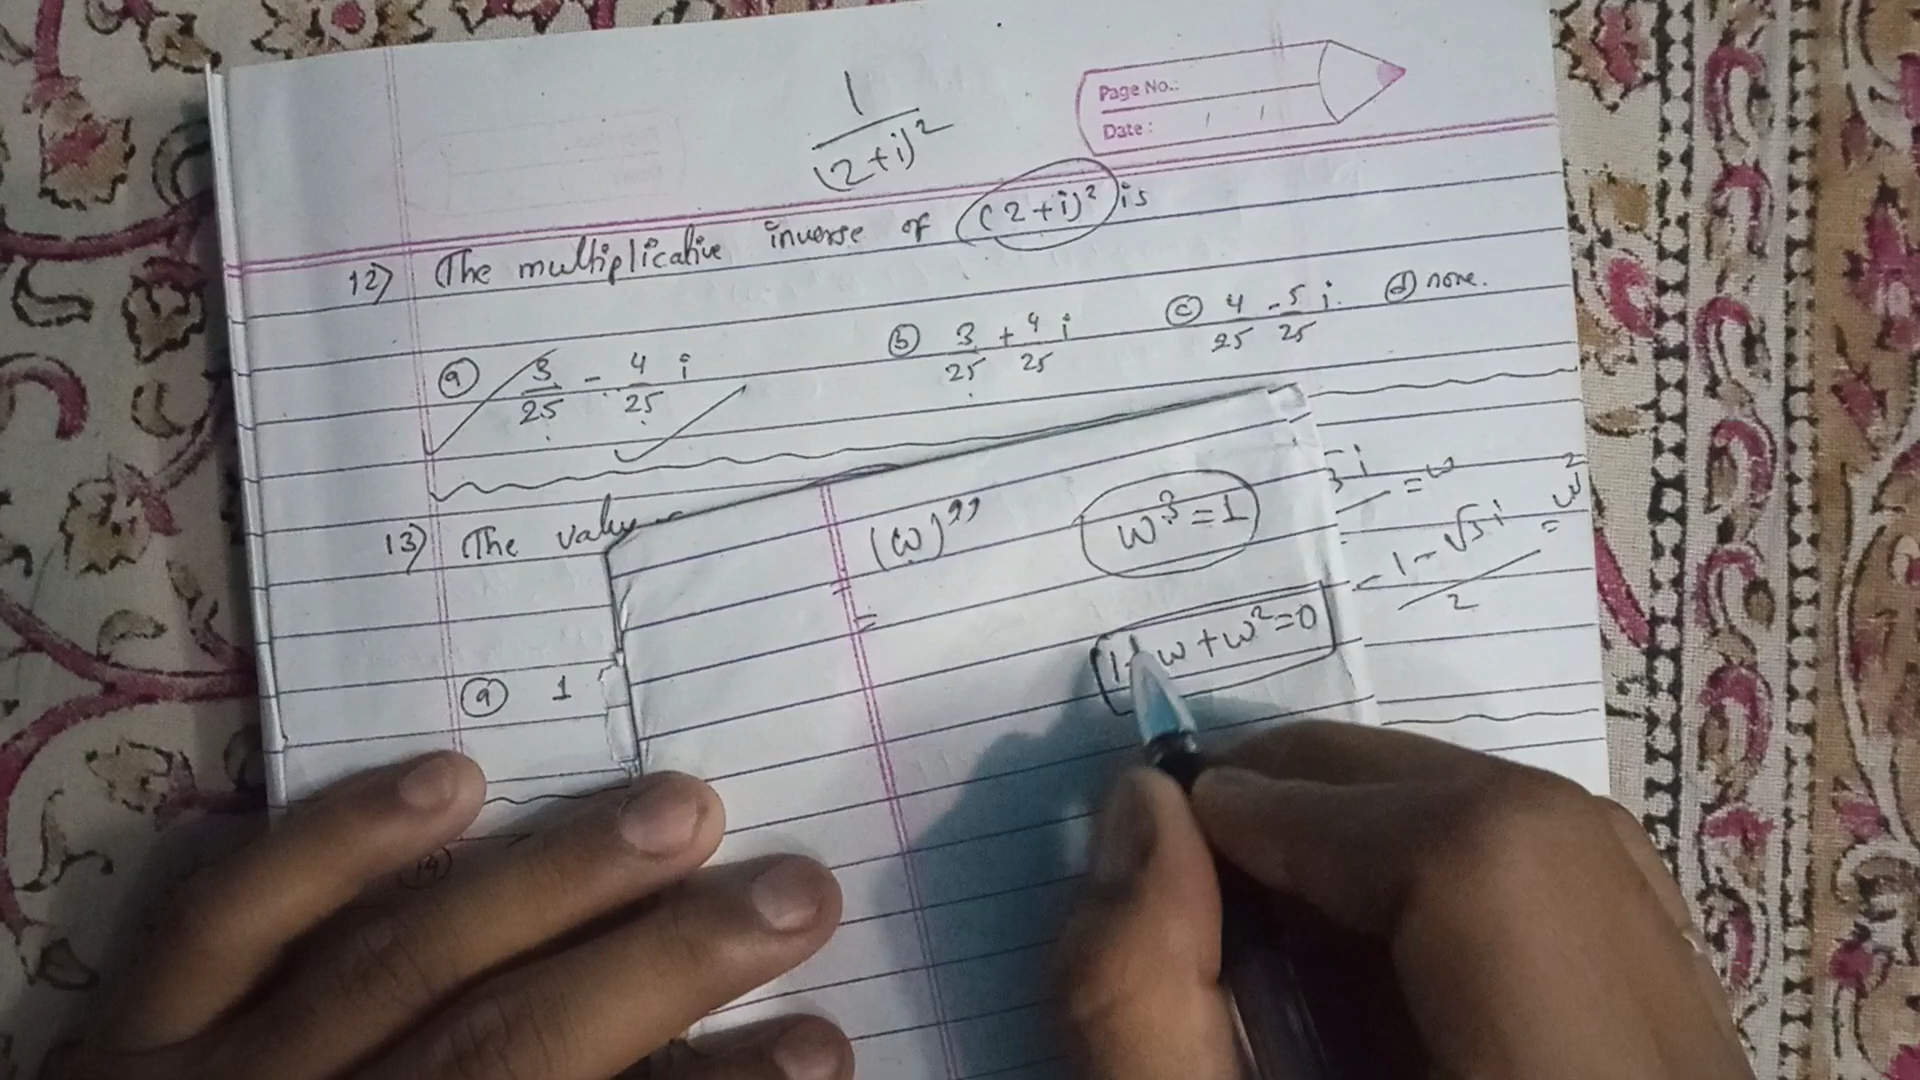 Page No.:
Date: / /
1/(2+i)²
12) The multiplicative inverse of (2+i)² is
(a) 3/25 - 4/25 i (b) 3/25 + 4/25 i (c) 4/25 - 5/25 i. (d) none.
13) The value
(ω)⁹⁹ ω³=1
= ω
=
-1-√3i/2 = ω²
1+ω+ω²=0
(a) 1